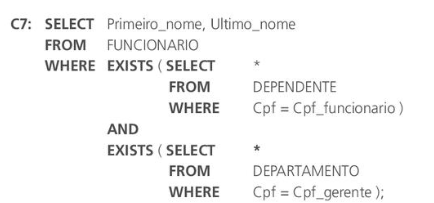 C7: SELECT Primeiro_nome, Ultimo_nome
FROM FUNCIONARIO
WHERE EXISTS ( SELECT *
FROM DEPENDENTE
WHERE Cpf = Cpf_funcionario )
AND
EXISTS ( SELECT *
FROM DEPARTAMENTO
WHERE Cpf = Cpf_gerente );